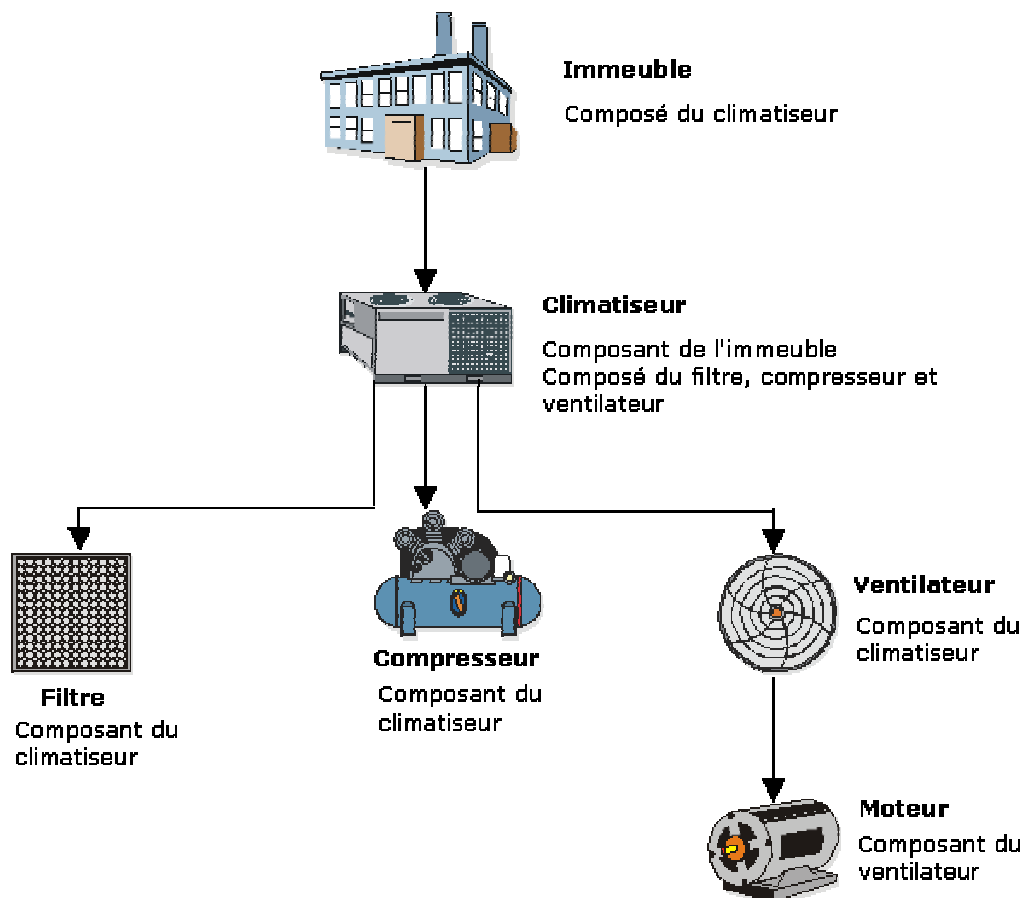 Immeuble
Composé du climatiseur
Climatiseur
Composant de l'immeuble
Composé du filtre, compresseur et
ventilateur
Filtre
Composant du
climatiseur
Compresseur
Composant du
climatiseur
Ventilateur
Composant du
climatiseur
Moteur
Composant du
ventilateur